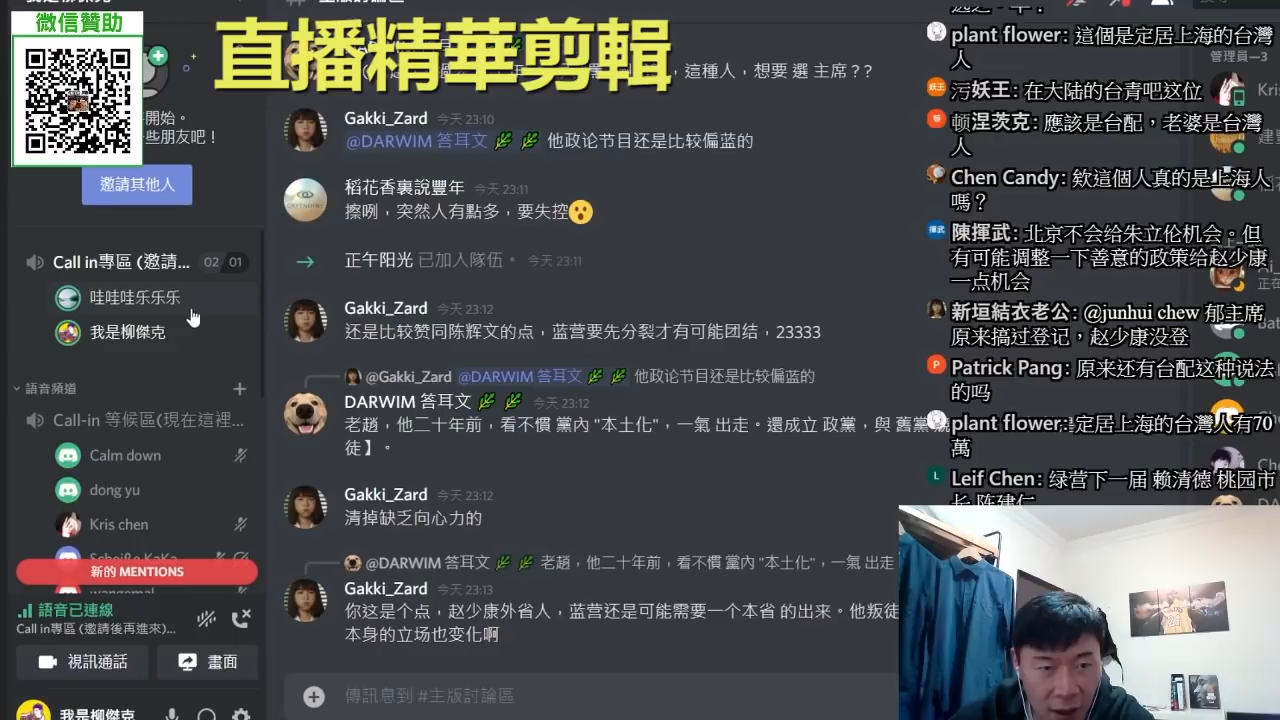 微信贊助
直播精華剪輯
開始。
些朋友吧！
邀請其他人
Call in專區 (邀請... 02 01
哇哇哇乐乐乐
我是柳傑克
語音頻道
Call-in 等候區(現在這裡...
Calm down
dong yu
Kris chen
新的 MENTIONS
語音已連線
Call in專區 (邀請後再進來)...
視訊通話
畫面
我是柳傑克
，這種人，想要 選 主席？?
Gakki_Zard 今天 23:10
@DARWIM 答耳文 他政论节目还是比较偏蓝的
稻花香裏說豐年 今天 23:11
擦咧，突然人有點多，要失控
正午阳光 已加入隊伍。 今天 23:11
Gakki_Zard 今天 23:12
还是比较赞同陈辉文的点，蓝营要先分裂才有可能团结，23333
@Gakki_Zard @DARWIM 答耳文 他政论节目还是比较偏蓝的
DARWIM 答耳文 今天 23:12
老趙，他二十年前，看不慣 黨內 "本土化"，一氣 出走。還成立 政黨，與 舊黨
徒】。
Gakki_Zard 今天 23:12
清掉缺乏向心力的
@DARWIM 答耳文 老趙，他二十年前，看不慣 黨內 "本土化"，一氣 出走
Gakki_Zard 今天 23:13
你这是个点，赵少康外省人，蓝营还是可能需要一个本省 的出来。他叛徒
本身的立场也变化啊
傳訊息到 #主版討論區
plant flower: 這個是定居上海的台灣
人
管理員—3
污妖王: 在大陆的台青吧这位
顿涅茨克: 應該是台配，老婆是台灣
人
Chen Candy: 欸這個人真的是上海人
嗎？
陳揮武: 北京不会给朱立伦机会。但
有可能调整一下善意的政策给赵少康
一点机会
新垣結衣老公: @junhui chew 郁主席
原来搞过登记，赵少康没登
Patrick Pang: 原来还有台配这种说法
的吗
plant flower: 定居上海的台灣人有70
萬
Leif Chen: 绿营下一届 赖清德 桃园市
长 陈建仁